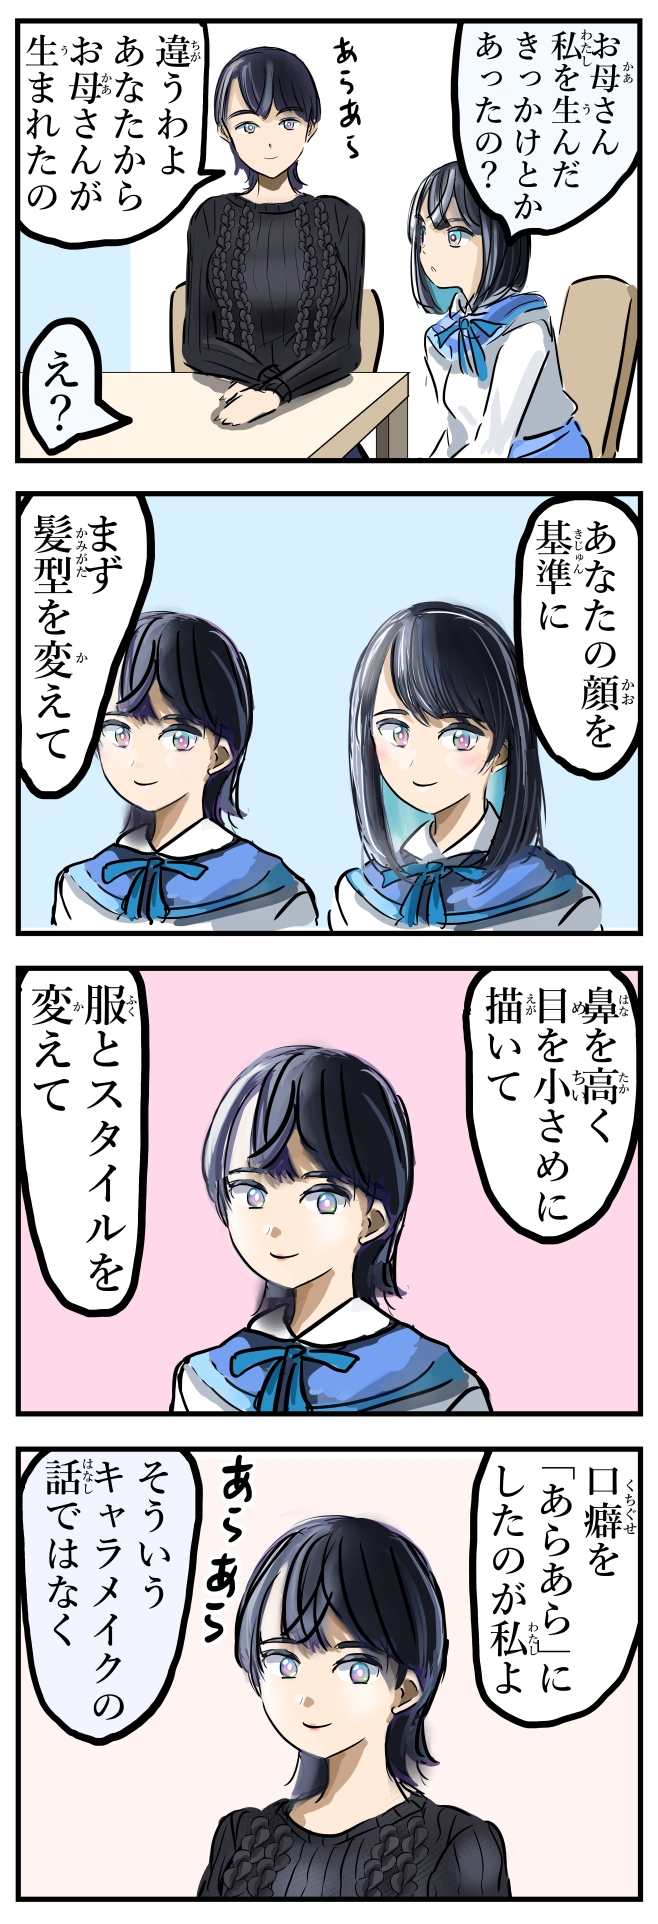 お母さん
私を生んだ
きっかけとか
あったの?
あらあら
違うわよ
あなたから
お母さんが
生まれたの
え?
あなたの顔を
基準に
まず
髪型を変えて
鼻を高く
目を小さめに
描いて
服とスタイルを
変えて
口癖を
「あらあら」に
したのが私よ
あらあら
そういう
キャラメイクの
話ではなく